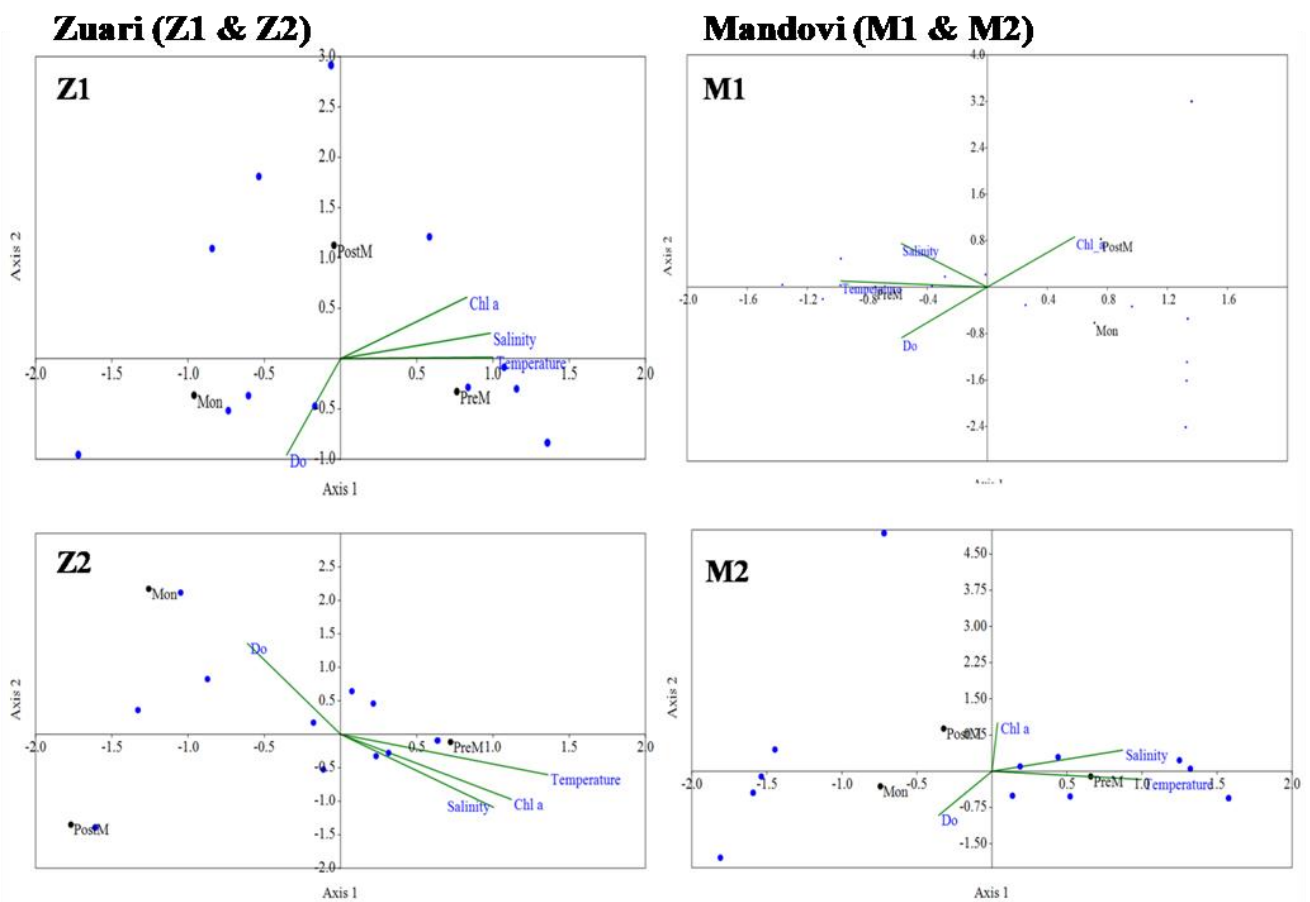 Zuari (Z1 & Z2)
Mandovi (M1 & M2)
Z1
3.0
2.5
2.0
1.5
1.0
0.5
-0.5
-1.0
PostM
Chl a
Salinity
Temperature
-2.0 -1.5 -1.0 -0.5 0.5 1.0 1.5 2.0
Mon
PreM
Do
Axis 2
Axis 1
M1
4.0
3.2
2.4
1.6
0.8
-0.8
-1.6
-2.4
Chl_a
PostM
Salinity
Temperature
PreM
-2.0 -1.6 -1.2 -0.8 -0.4 0.4 0.8 1.2 1.6
Mon
Do
Axis 2
Z2
2.5
2.0
1.5
1.0
0.5
-0.5
-1.0
-1.5
-2.0
Mon
Do
-2.0 -1.5 -1.0 -0.5 0.5 1.0 1.5 2.0
PreM
Temperature
Chl a
Salinity
PostM
Axis 2
Axis 1
M2
4.50
3.75
3.00
2.25
1.50
0.75
-0.75
-1.50
PostM
Chl a
Salinity
PreM
Temperature
-2.0 -1.5 -1.0 -0.5 0.5 1.0 1.5 2.0
Mon
Do
Axis 2
Axis 1